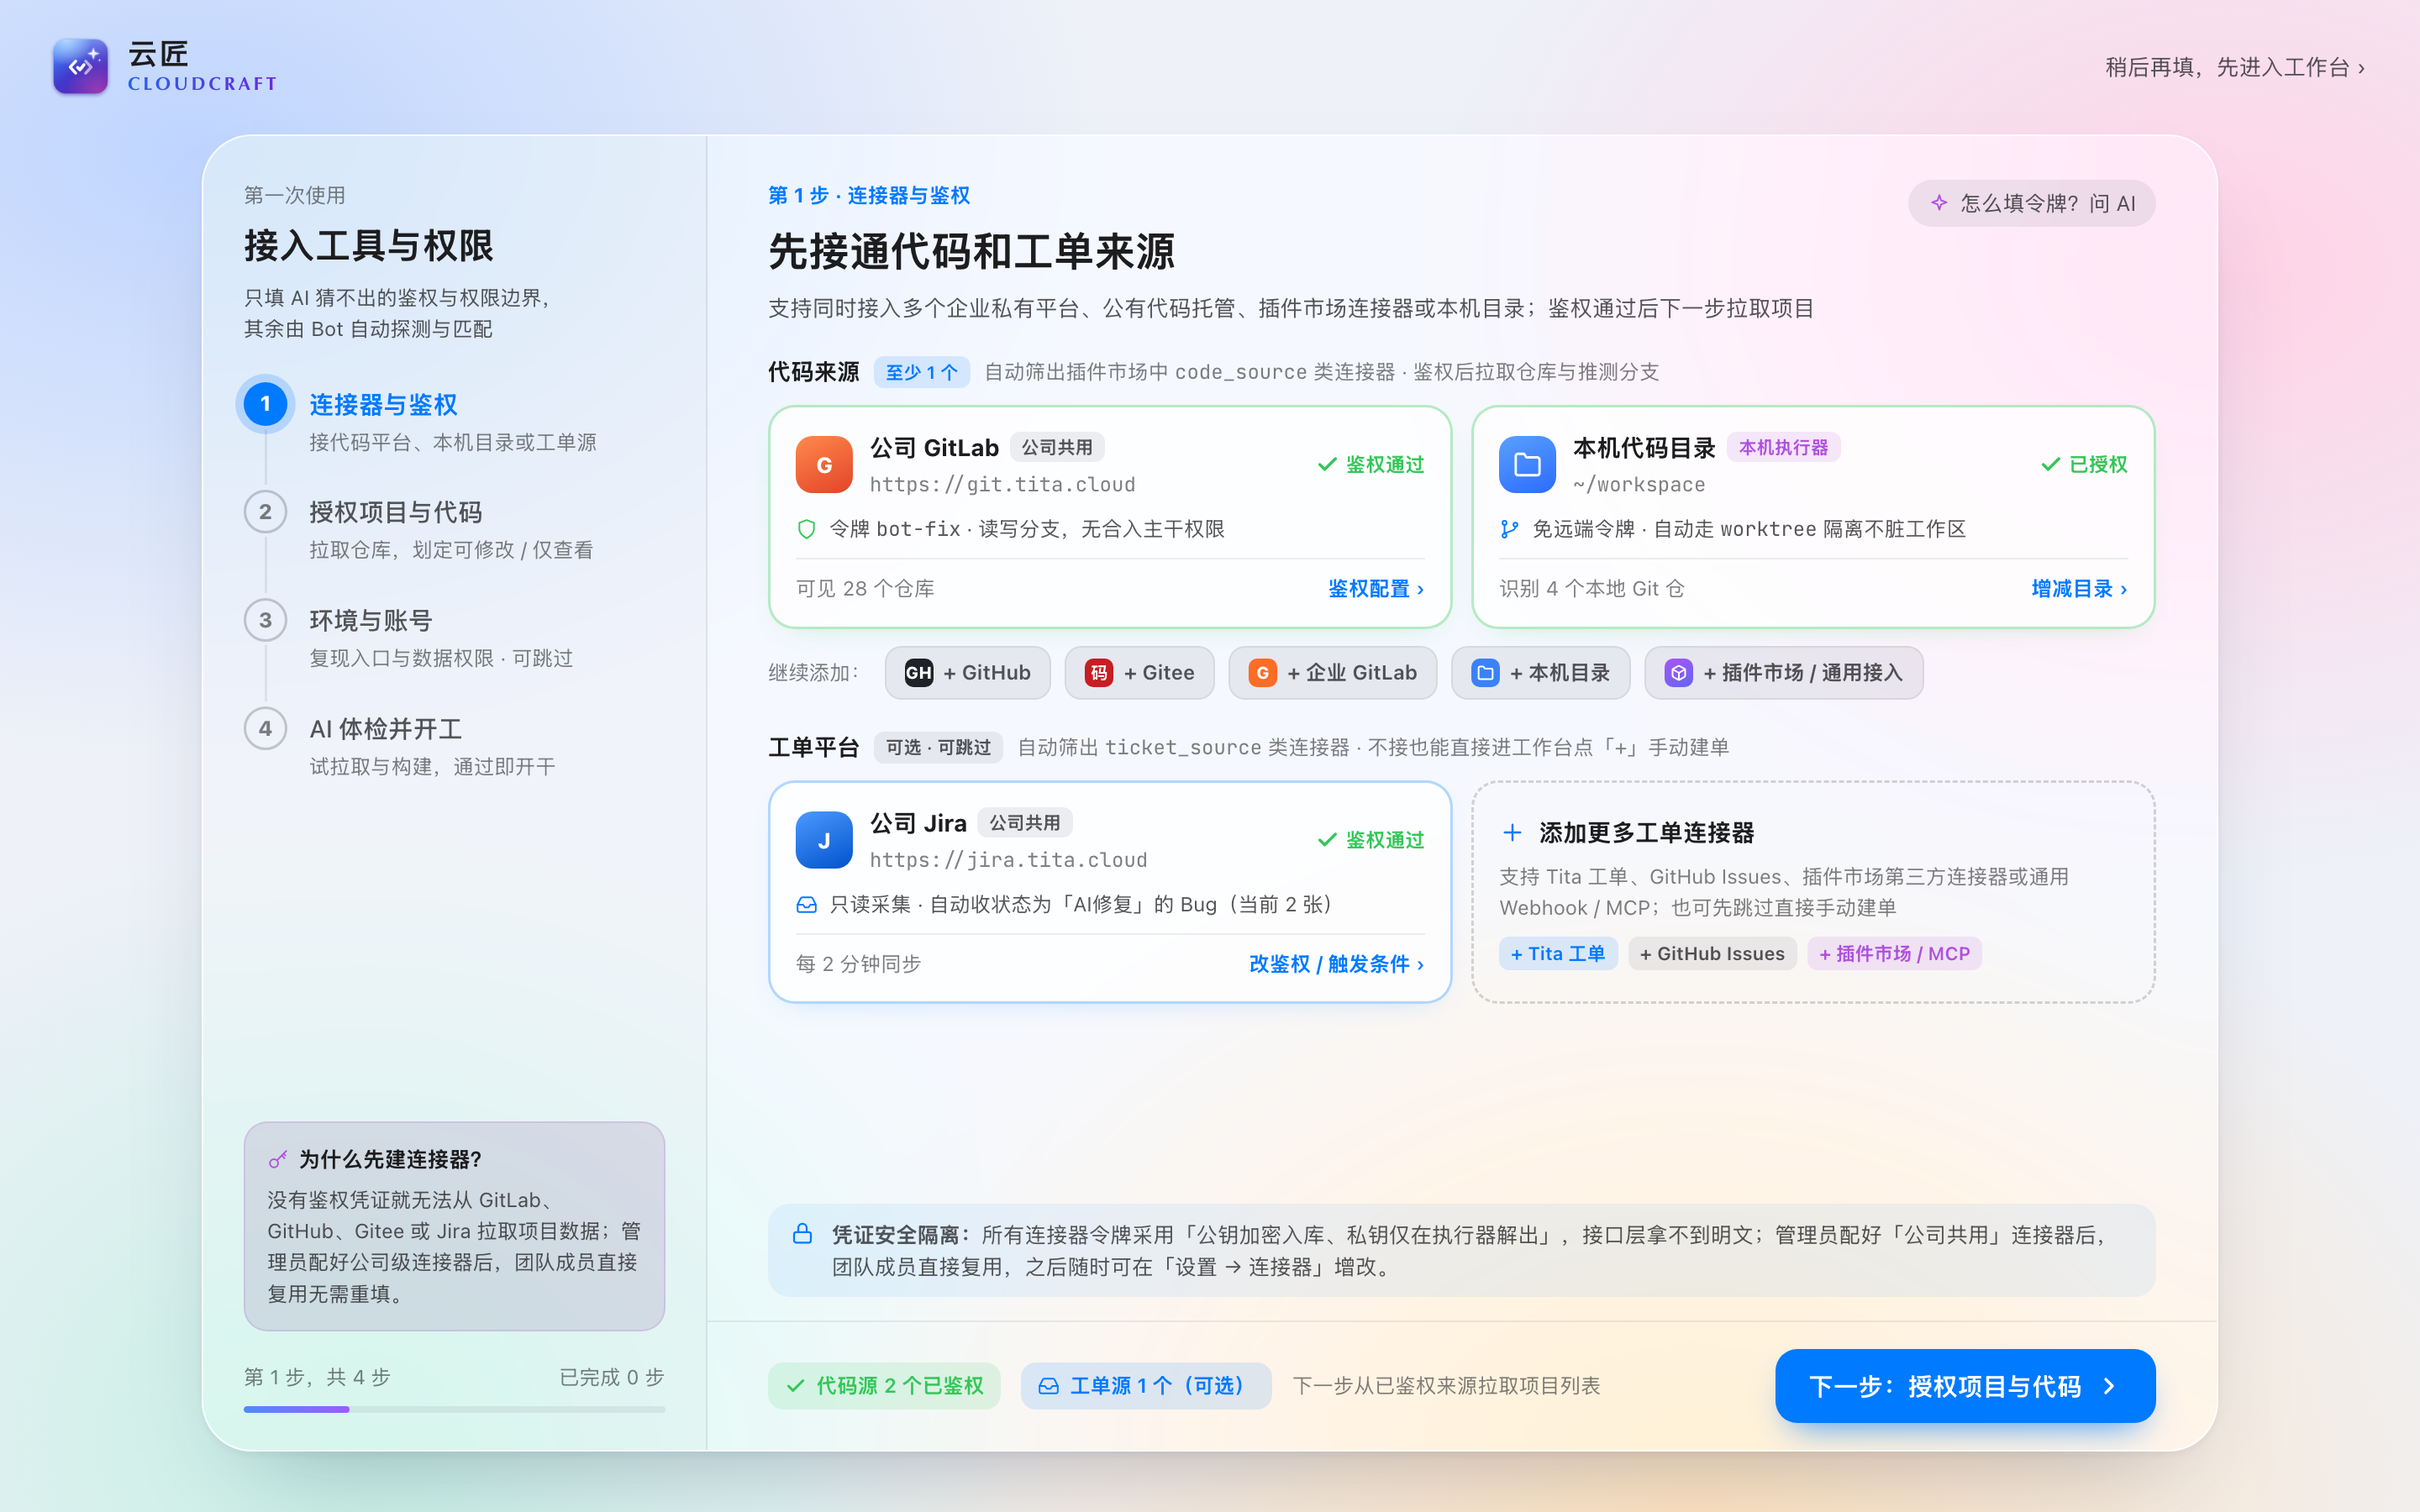 云匠
CLOUDCRAFT
稍后再填，先进入工作台 ›
第一次使用
接入工具与权限
只填 AI 猜不出的鉴权与权限边界，
其余由 Bot 自动探测与匹配
1 连接器与鉴权
接代码平台、本机目录或工单源
2 授权项目与代码
拉取仓库，划定可修改 / 仅查看
3 环境与账号
复现入口与数据权限 · 可跳过
4 AI 体检并开工
试拉取与构建，通过即开干
为什么先建连接器?
没有鉴权凭证就无法从 GitLab、
GitHub、Gitee 或 Jira 拉取项目数据；管
理员配好公司级连接器后，团队成员直接
复用无需重填。
第 1 步，共 4 步 已完成 0 步
第 1 步 · 连接器与鉴权
怎么填令牌？问 AI
先接通代码和工单来源
支持同时接入多个企业私有平台、公有代码托管、插件市场连接器或本机目录；鉴权通过后下一步拉取项目
代码来源 至少 1 个 自动筛出插件市场中 code_source 类连接器 · 鉴权后拉取仓库与推测分支
G 公司 GitLab 公司共用
https://git.tita.cloud
鉴权通过
令牌 bot-fix · 读写分支，无合入主干权限
可见 28 个仓库 鉴权配置 ›
本机代码目录 本机执行器
~/workspace
已授权
免远端令牌 · 自动走 worktree 隔离不脏工作区
识别 4 个本地 Git 仓 增减目录 ›
继续添加： GH + GitHub 码 + Gitee G + 企业 GitLab + 本机目录 + 插件市场 / 通用接入
工单平台 可选 · 可跳过 自动筛出 ticket_source 类连接器 · 不接也能直接进工作台点「+」手动建单
J 公司 Jira 公司共用
https://jira.tita.cloud
鉴权通过
只读采集 · 自动收状态为「AI修复」的 Bug（当前 2 张）
每 2 分钟同步 改鉴权 / 触发条件 ›
添加更多工单连接器
支持 Tita 工单、GitHub Issues、插件市场第三方连接器或通用
Webhook / MCP；也可先跳过直接手动建单
+ Tita 工单 + GitHub Issues + 插件市场 / MCP
凭证安全隔离：所有连接器令牌采用「公钥加密入库、私钥仅在执行器解出」，接口层拿不到明文；管理员配好「公司共用」连接器后，
团队成员直接复用，之后随时可在「设置 → 连接器」增改。
代码源 2 个已鉴权 工单源 1 个（可选） 下一步从已鉴权来源拉取项目列表
下一步：授权项目与代码